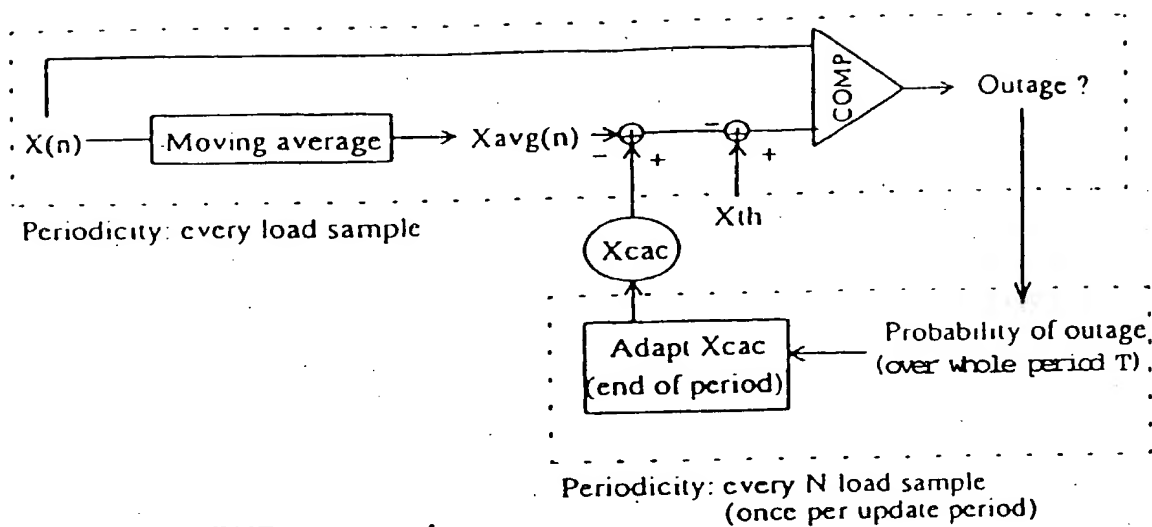 COMP
Outage ?
X(n)
Moving average
Xavg(n)
+
-
+
-
+
Xth
Periodicity: every load sample
Xcac
Adapt Xcac
(end of period)
Probability of outage
(over whole period T)
Periodicity: every N load sample
(once per update period)